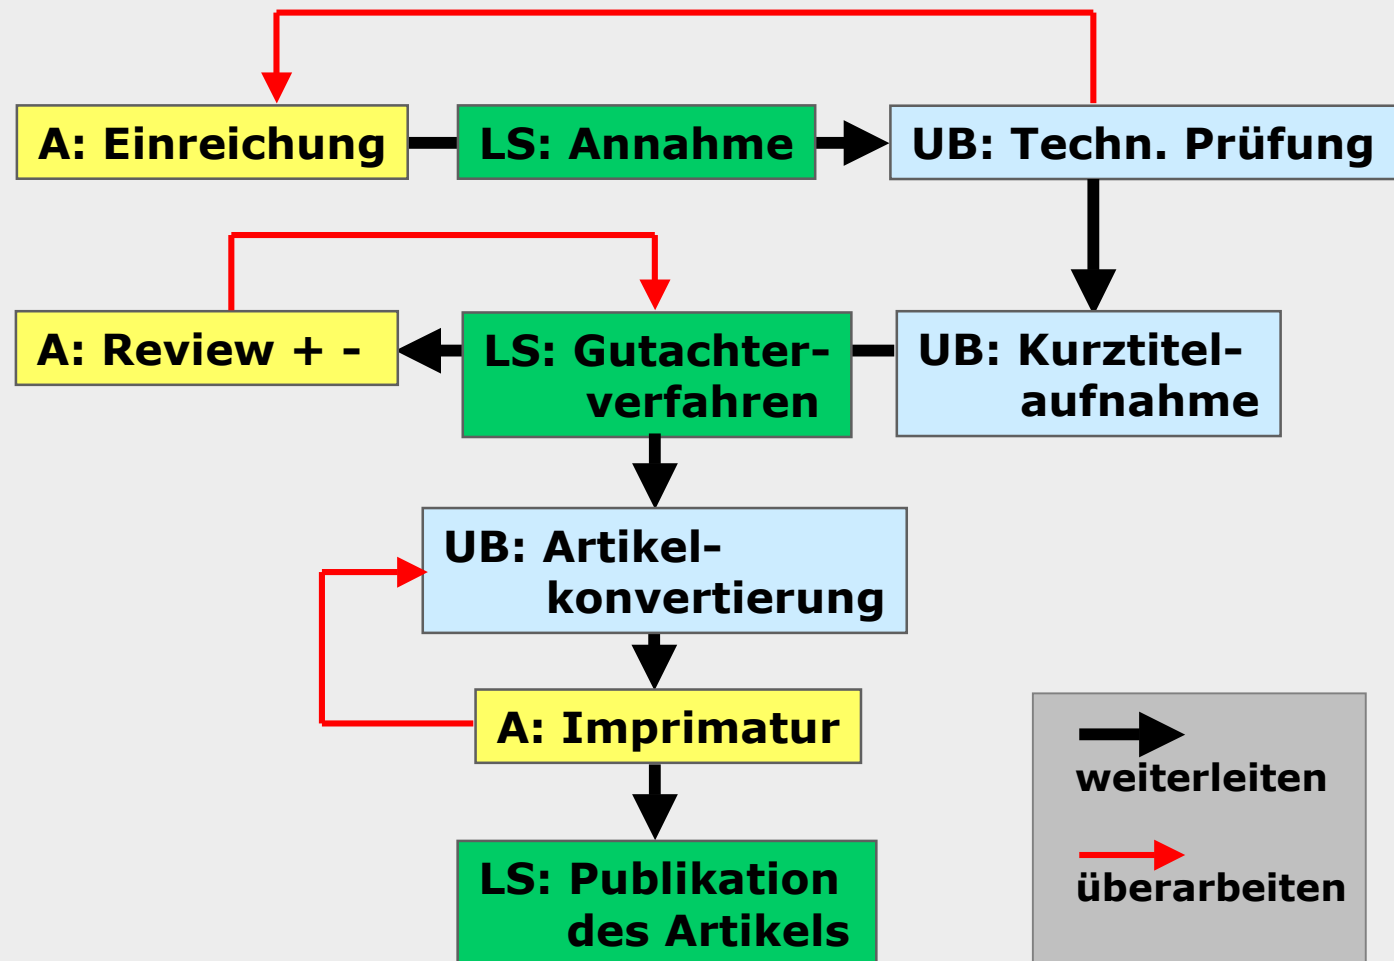 A: Einreichung
LS: Annahme
UB: Techn. Prüfung
A: Review + -
LS: Gutachter-
verfahren
UB: Kurztitel-
aufnahme
UB: Artikel-
konvertierung
A: Imprimatur
LS: Publikation
des Artikels
weiterleiten
überarbeiten